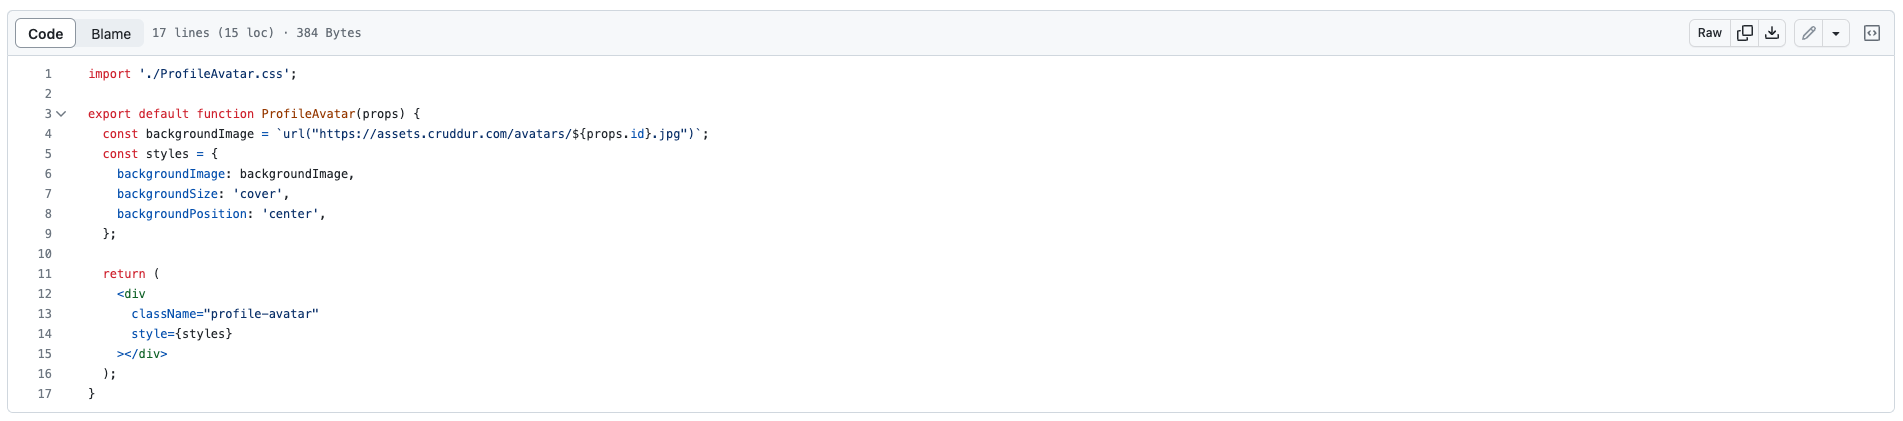 Code Blame 17 lines (15 loc) · 384 Bytes Raw
1 import './ProfileAvatar.css';
2
3 export default function ProfileAvatar(props) {
4   const backgroundImage = `url("https://assets.cruddur.com/avatars/${props.id}.jpg")`;
5   const styles = {
6     backgroundImage: backgroundImage,
7     backgroundSize: 'cover',
8     backgroundPosition: 'center',
9   };
10
11   return (
12     <div
13       className="profile-avatar"
14       style={styles}
15     ></div>
16   );
17 }